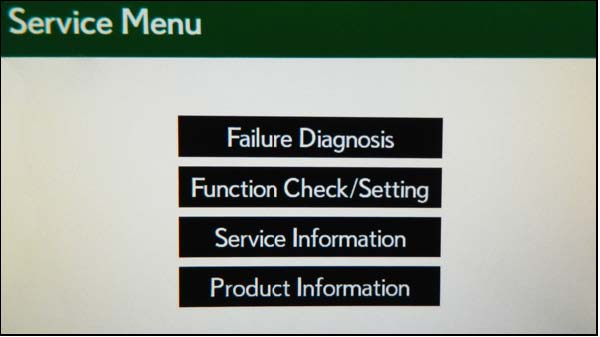 Service Menu
Failure Diagnosis
Function Check/Setting
Service Information
Product Information